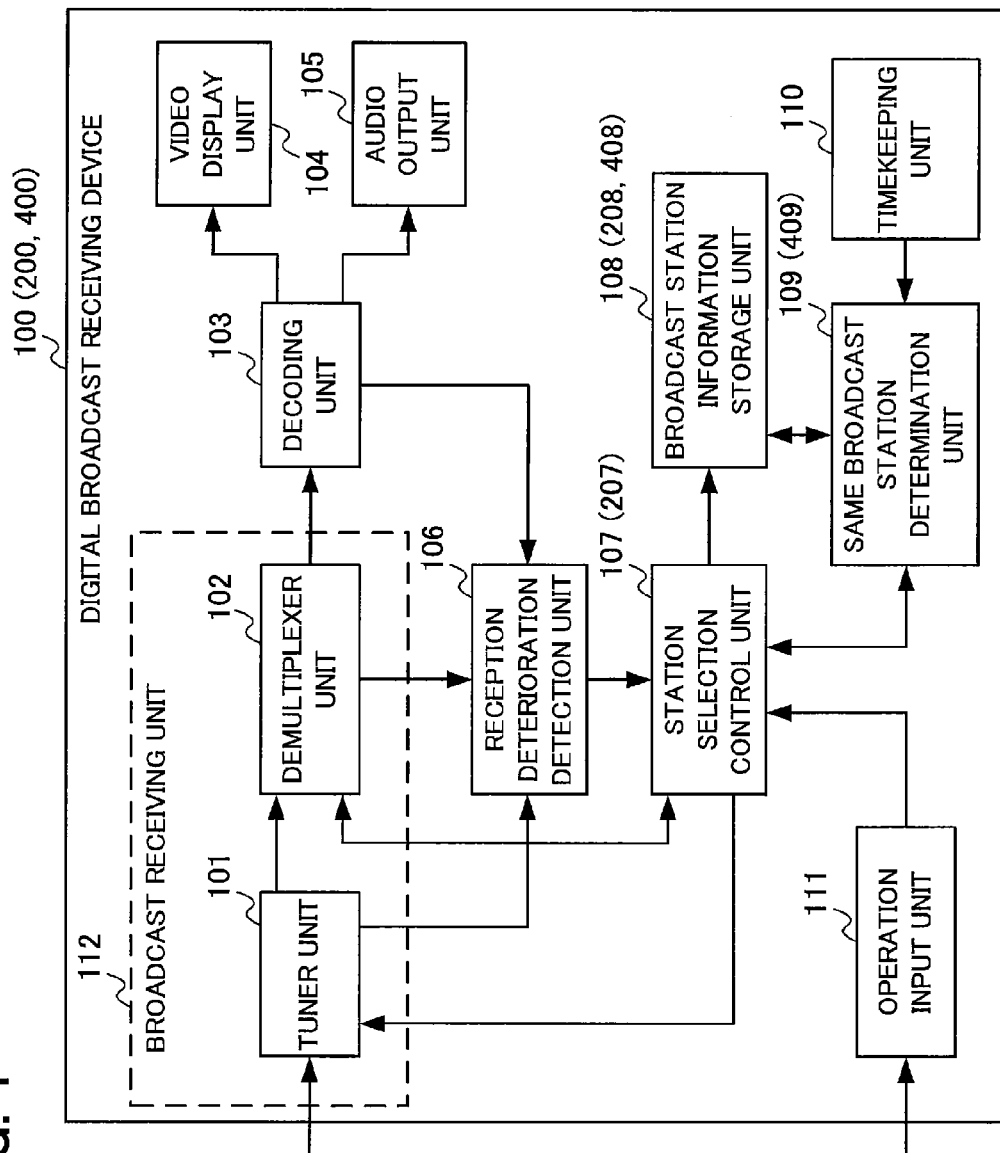 100 (200, 400)
DIGITAL BROADCAST RECEIVING DEVICE
112
BROADCAST RECEIVING UNIT
101
TUNER UNIT
102
DEMULTIPLEXER
UNIT
103
DECODING
UNIT
VIDEO
DISPLAY
UNIT
104
105
AUDIO
OUTPUT
UNIT
106
RECEPTION
DETERIORATION
DETECTION UNIT
107 (207)
STATION
SELECTION
CONTROL UNIT
108 (208, 408)
BROADCAST STATION
INFORMATION
STORAGE UNIT
109 (409)
SAME BROADCAST
STATION
DETERMINATION
UNIT
110
TIMEKEEPING
UNIT
111
OPERATION
INPUT UNIT